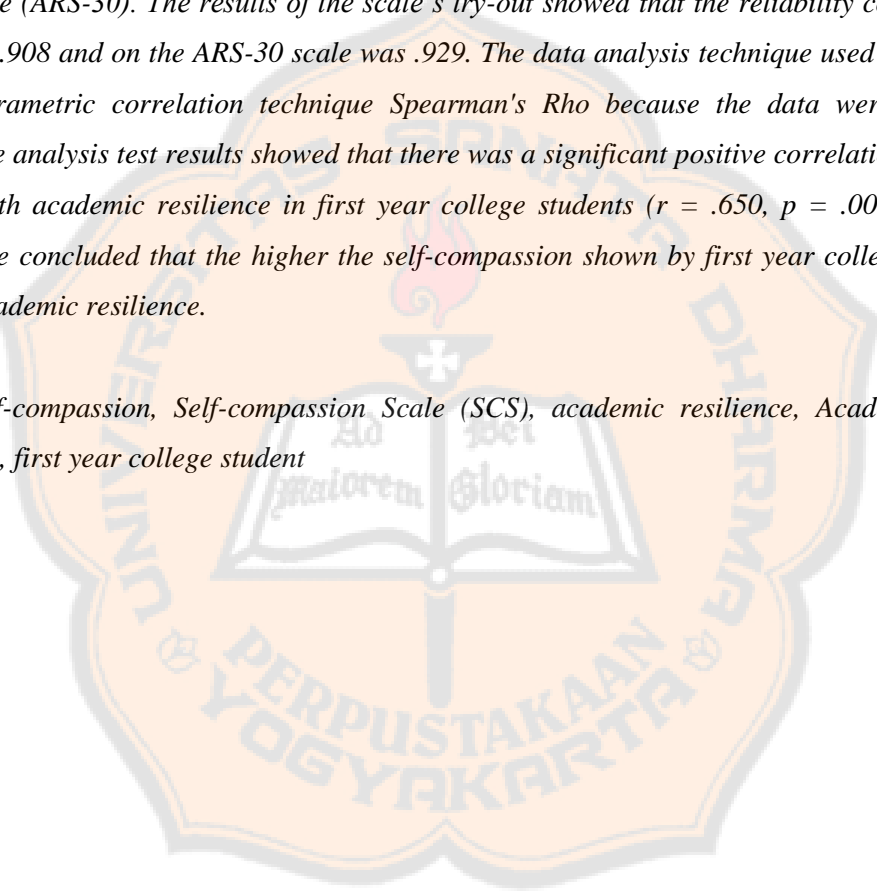 e (ARS-30). The results of the scale's try-out showed that the reliability co
.908 and on the ARS-30 scale was .929. The data analysis technique used
rametric correlation technique Spearman's Rho because the data wer
e analysis test results showed that there was a significant positive correlati
th academic resilience in first year college students (r = .650, p = .00
e concluded that the higher the self-compassion shown by first year colle
ademic resilience.
f-compassion, Self-compassion Scale (SCS), academic resilience, Acad
, first year college student
UNIVERSITAS SANATA DHARMA
Ad Dei
Maiorem Gloriam
PERPUSTAKAAN
YOGYAKARTA